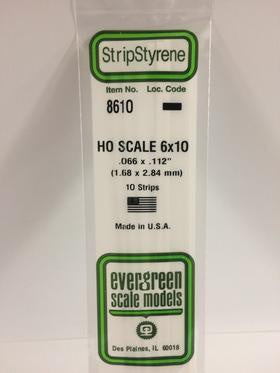 StripStyrene
Item No. Loc. Code
8610
HO SCALE 6x10
.066 x .112"
(1.68 x 2.84 mm)
10 Strips
Made in U.S.A.
evergreen
scale models
Des Plaines, IL 60018